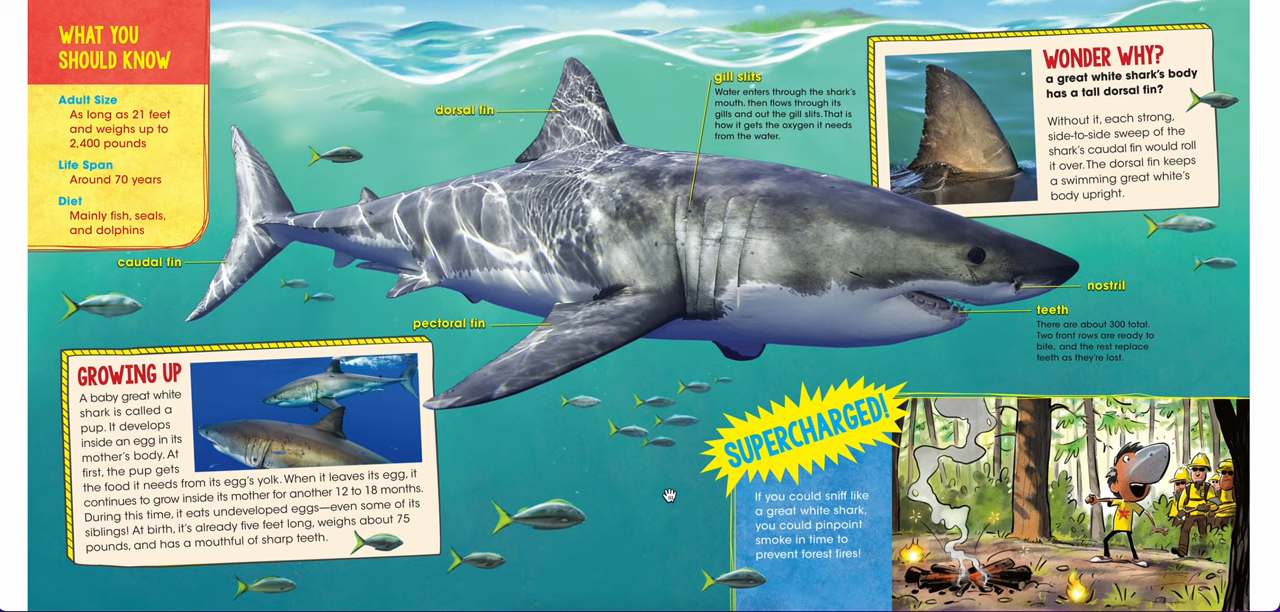 WHAT YOU
SHOULD KNOW
Adult Size
As long as 21 feet
and weighs up to
2,400 pounds
Life Span
Around 70 years
Diet
Mainly fish, seals,
and dolphins
caudal fin
dorsal fin
pectoral fin
gill slits
Water enters through the shark's
mouth, then flows through its
gills and out the gill slits. That is
how it gets the oxygen it needs
from the water.
WONDER WHY?
a great white shark's body
has a tall dorsal fin?
Without it, each strong,
side-to-side sweep of the
shark's caudal fin would roll
it over. The dorsal fin keeps
a swimming great white's
body upright.
nostril
teeth
There are about 300 total.
Two front rows are ready to
bite, and the rest replace
teeth as they're lost.
GROWING UP
A baby great white
shark is called a
pup. It develops
inside an egg in its
mother's body. At
first, the pup gets
the food it needs from its egg's yolk. When it leaves its egg, it
continues to grow inside its mother for another 12 to 18 months.
During this time, it eats undeveloped eggs—even some of its
siblings! At birth, it's already five feet long, weighs about 75
pounds, and has a mouthful of sharp teeth.
SUPERCHARGED!
If you could sniff like
a great white shark,
you could pinpoint
smoke in time to
prevent forest fires!